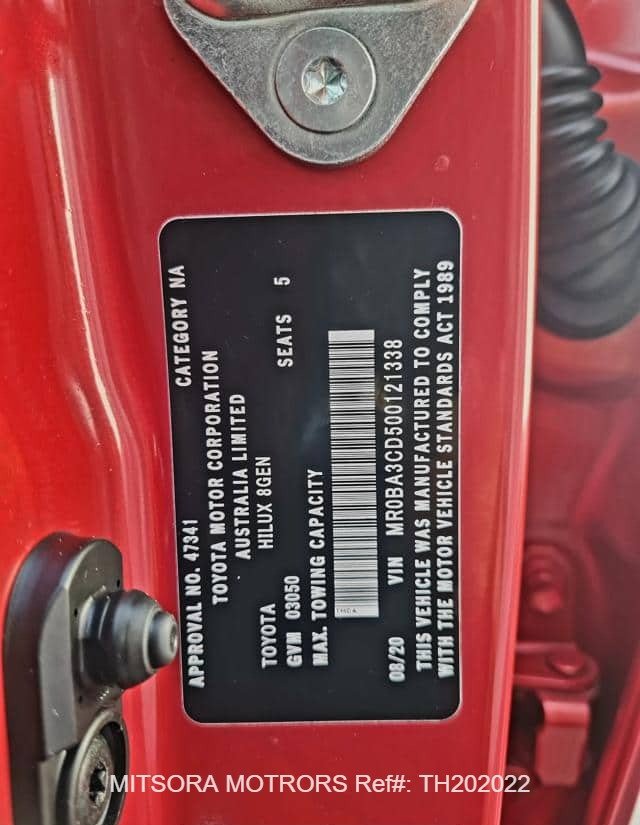 APPROVAL NO. 47341 CATEGORY NA
TOYOTA MOTOR CORPORATION
AUSTRALIA LIMITED
TOYOTA HILUX 8GEN
GVM 03050 SEATS 5
MAX. TOWING CAPACITY
08/20 VIN MR0BA3CD500121338
THIS VEHICLE WAS MANUFACTURED TO COMPLY
WITH THE MOTOR VEHICLE STANDARDS ACT 1989
MITSORA MOTRORS Ref#: TH202022